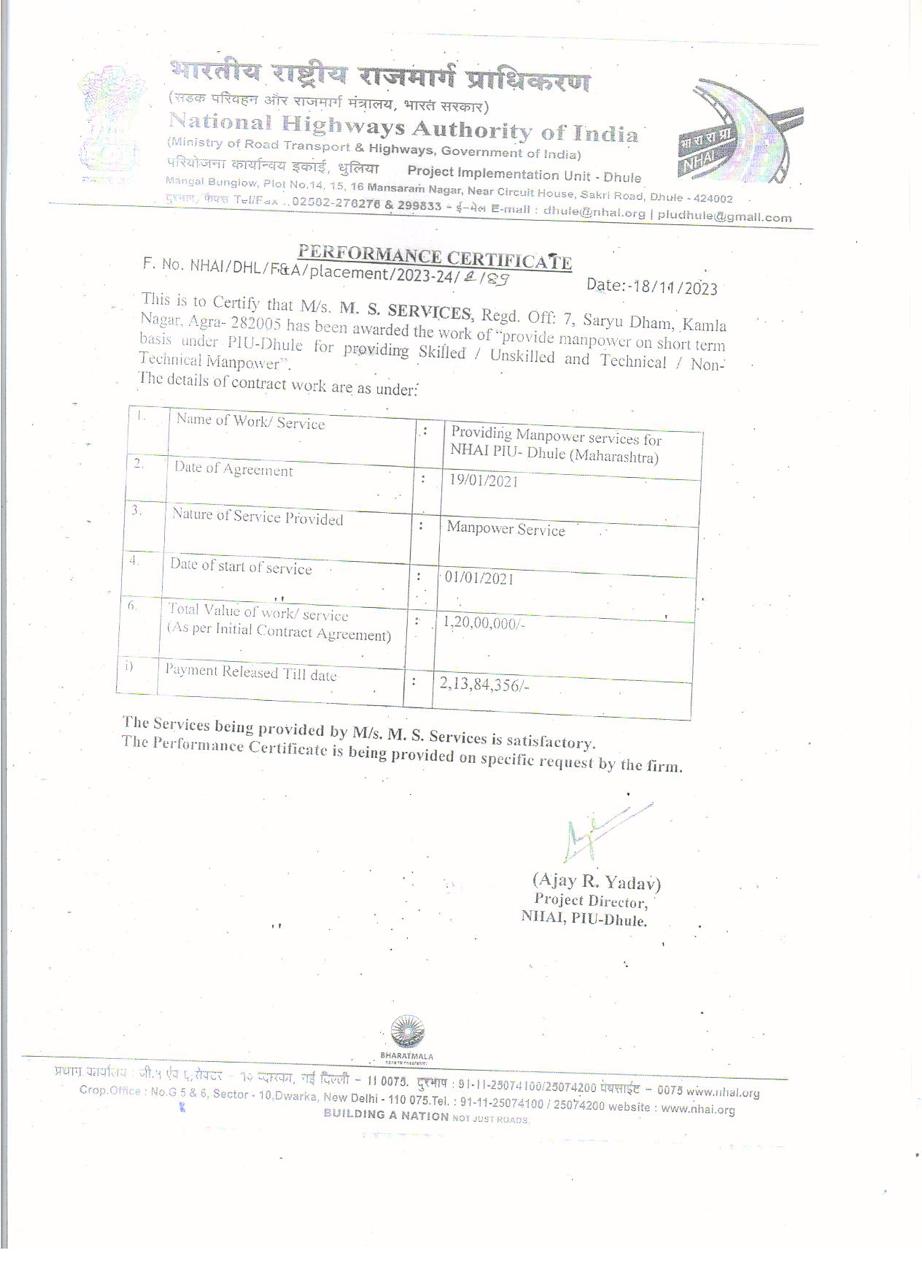 भारतीय राष्ट्रीय राजमार्ग प्राधिकरण
(सडक परिवहन और राजमार्ग मंत्रालय, भारत सरकार)
National Highways Authority of India
(Ministry of Road Transport & Highways, Government of India)
परियोजना कार्यान्वय इकाई, धुलिया Project Implementation Unit - Dhule
Mangal Bunglow, Plot No.14, 15, 16 Mansaram Nagar, Near Circuit House, Sakri Road, Dhule - 424002
दुरभाष/ फेक्स Tel/Fax : 02562-276276 & 299833 - ई-मेल E-mail : dhule@nhai.org | piudhule@gmail.com
भा रा रा प्रा
NHAI
PERFORMANCE CERTIFICATE
F. No. NHAI/DHL/F&A/placement/2023-24/ /89
Date:-18/11/2023
This is to Certify that M/s. M. S. SERVICES, Regd. Off: 7, Saryu Dham, Kamla
Nagar, Agra- 282005 has been awarded the work of "provide manpower on short term
basis under PIU-Dhule for providing Skilled / Unskilled and Technical / Non-
Technical Manpower".
The details of contract work are as under:
1. Name of Work/ Service : Providing Manpower services for
NHAI PIU- Dhule (Maharashtra)
2. Date of Agreement : 19/01/2021
3. Nature of Service Provided : Manpower Service
4. Date of start of service : 01/01/2021
6. Total Value of work/ service : 1,20,00,000/-
(As per Initial Contract Agreement)
i) Payment Released Till date : 2,13,84,356/-
The Services being provided by M/s. M. S. Services is satisfactory.
The Performance Certificate is being provided on specific request by the firm.
(Ajay R. Yadav)
Project Director,
NHAI, PIU-Dhule.
BHARATMALA
प्रधान कार्यालय : जी.५ एंव ६, सेक्टर - १० व्दारका, नई दिल्ली - 11 0075. दुरभाष : 91-11-25074100/25074200 वेबसाईट - 0075 www.nhai.org
Crop.Office : No.G 5 & 6, Sector - 10,Dwarka, New Delhi - 110 075.Tel. : 91-11-25074100 / 25074200 website : www.nhai.org
BUILDING A NATION NOT JUST ROADS.